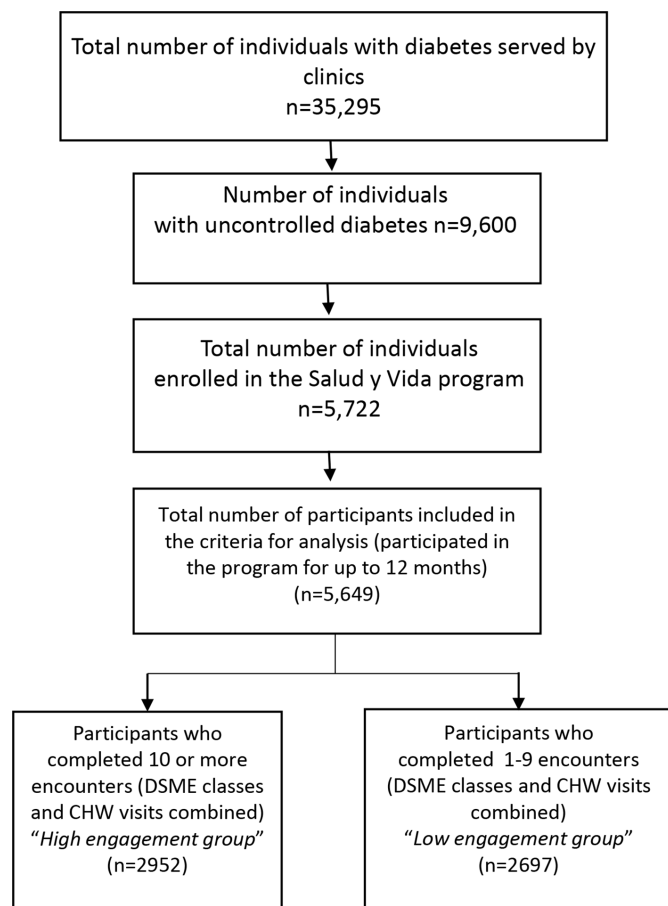 Total number of individuals with diabetes served by
clinics
n=35,295
Number of individuals
with uncontrolled diabetes n=9,600
Total number of individuals
enrolled in the Salud y Vida program
n=5,722
Total number of participants included in
the criteria for analysis (participated in
the program for up to 12 months)
(n=5,649)
Participants who
completed 10 or more
encounters (DSME classes
and CHW visits combined)
“High engagement group”
(n=2952)
Participants who
completed 1-9 encounters
(DSME classes and CHW visits
combined)
“Low engagement group”
(n=2697)